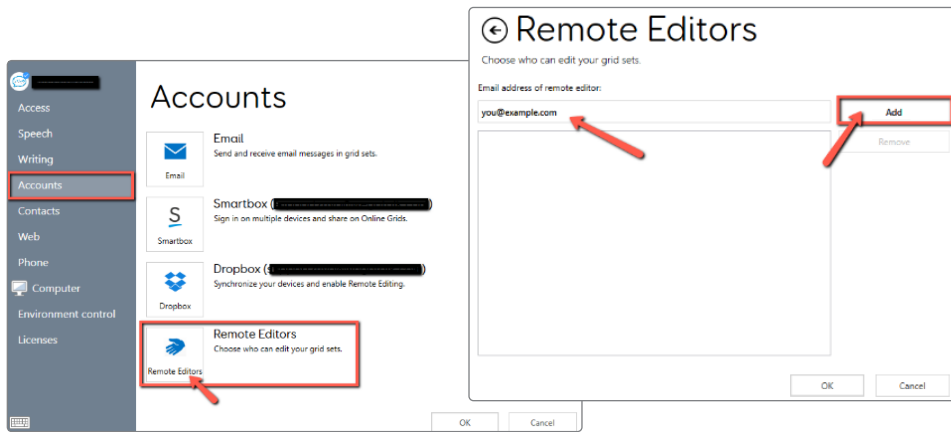 Access
Speech
Writing
Accounts
Contacts
Web
Phone
Computer
Environment control
Licenses
Accounts
Email
Email
Send and receive email messages in grid sets.
Smartbox
Smartbox (
)
Sign in on multiple devices and share on Online Grids.
Dropbox
Dropbox (
)
Synchronize your devices and enable Remote Editing.
Remote Editors
Remote Editors
Choose who can edit your grid sets.
OK
Cancel
Remote Editors
Choose who can edit your grid sets.
Email address of remote editor:
you@example.com
Add
Remove
OK
Cancel